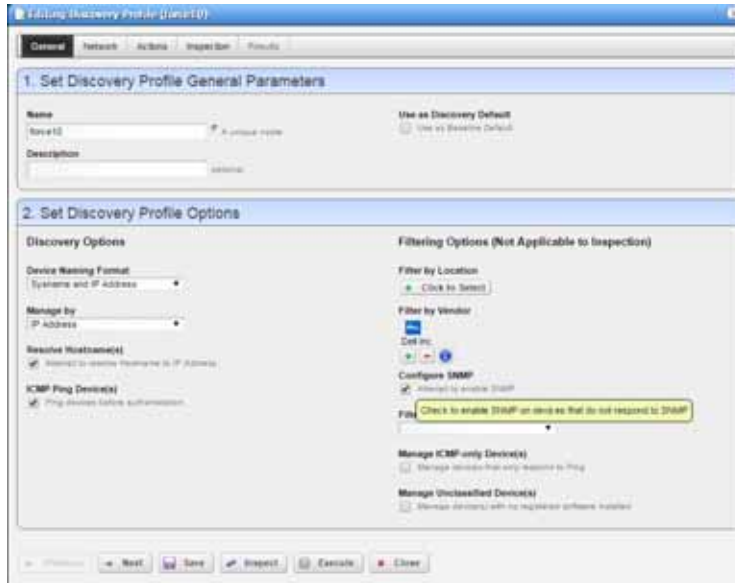 Editing Discovery Profile (force10)
General Network Actions Inspection Results
1. Set Discovery Profile General Parameters
Name
force10
* A unique name
Use as Discovery Default
Use as Baseline Default
Description
optional
2. Set Discovery Profile Options
Discovery Options
Device Naming Format
Sysname and IP Address
Manage by
IP Address
Resolve Hostname(s)
Attempt to resolve Hostname to IP Address
ICMP Ping Device(s)
Ping devices before authentication
Filtering Options (Not Applicable to Inspection)
Filter by Location
Click to Select
Filter by Vendor
Dell Inc.
Configure SNMP
Attempt to enable SNMP
Check to enable SNMP on devices that do not respond to SNMP
Manage ICMP-only Device(s)
Manage devices that only respond to Ping
Manage Unclassified Device(s)
Manage device(s) with no registered software installed
Previous Next Save Inspect Execute Close